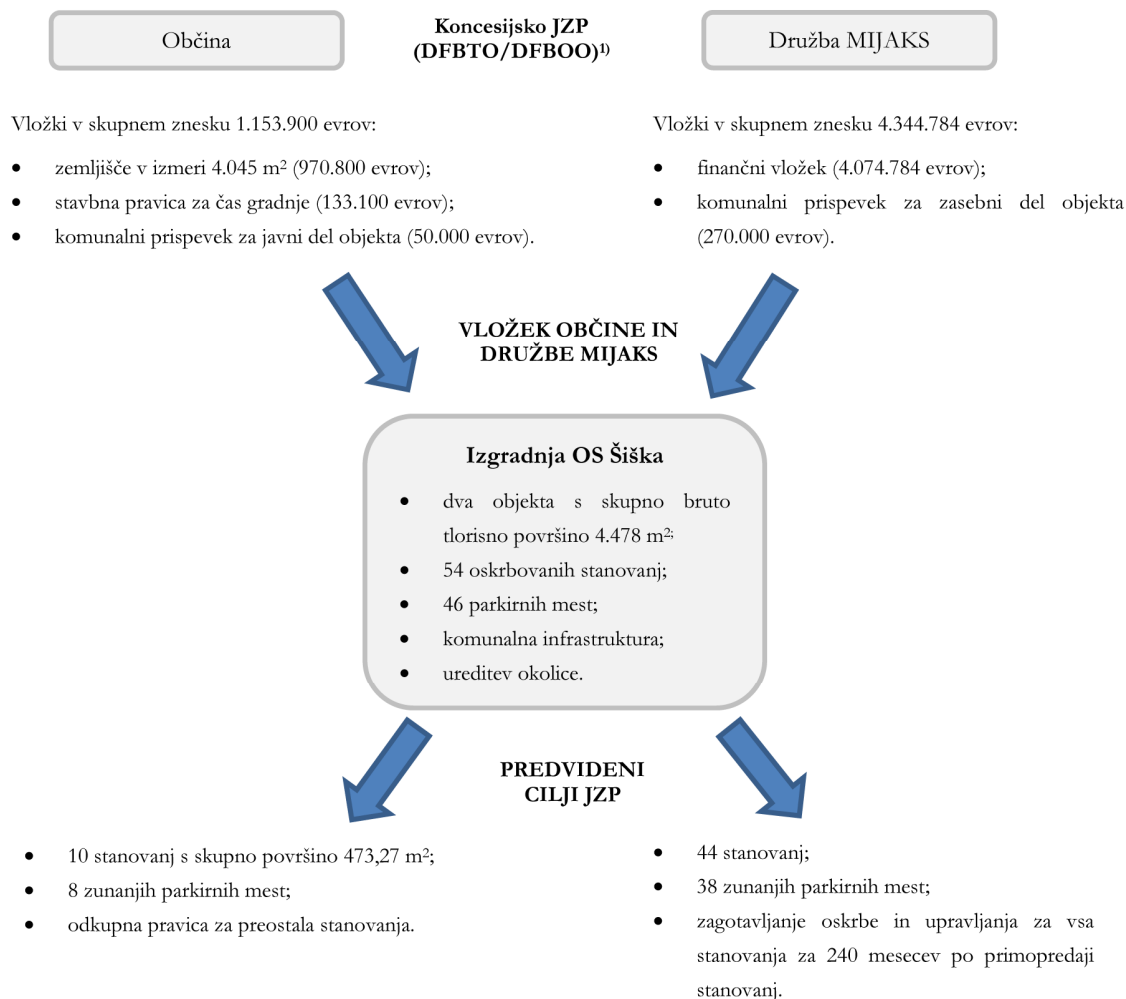 Občina
Koncesijsko JZP
(DFBTO/DFBOO)¹⁾
Družba MIJAKS
Vložki v skupnem znesku 1.153.900 evrov:
• zemljišče v izmeri 4.045 m² (970.800 evrov);
• stavbna pravica za čas gradnje (133.100 evrov);
• komunalni prispevek za javni del objekta (50.000 evrov).
Vložki v skupnem znesku 4.344.784 evrov:
• finančni vložek (4.074.784 evrov);
• komunalni prispevek za zasebni del objekta
(270.000 evrov).
VLOŽEK OBČINE IN
DRUŽBE MIJAKS
Izgradnja OS Šiška
• dva objekta s skupno bruto
tlorisno površino 4.478 m²;
• 54 oskrbovanih stanovanj;
• 46 parkirnih mest;
• komunalna infrastruktura;
• ureditev okolice.
PREDVIDENI
CILJI JZP
• 10 stanovanj s skupno površino 473,27 m²;
• 8 zunanjih parkirnih mest;
• odkupna pravica za preostala stanovanja.
• 44 stanovanj;
• 38 zunanjih parkirnih mest;
• zagotavljanje oskrbe in upravljanja za vsa
stanovanja za 240 mesecev po primopredaji
stanovanj.